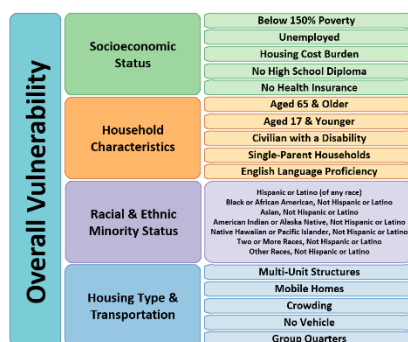 Overall Vulnerability
Socioeconomic
Status
Below 150% Poverty
Unemployed
Housing Cost Burden
No High School Diploma
No Health Insurance
Household
Characteristics
Aged 65 & Older
Aged 17 & Younger
Civilian with a Disability
Single-Parent Households
English Language Proficiency
Racial & Ethnic
Minority Status
Hispanic or Latino (of any race)
Black or African American, Not Hispanic or Latino
Asian, Not Hispanic or Latino
American Indian or Alaska Native, Not Hispanic or Latino
Native Hawaiian or Pacific Islander, Not Hispanic or Latino
Two or More Races, Not Hispanic or Latino
Other Races, Not Hispanic or Latino
Housing Type &
Transportation
Multi-Unit Structures
Mobile Homes
Crowding
No Vehicle
Group Quarters